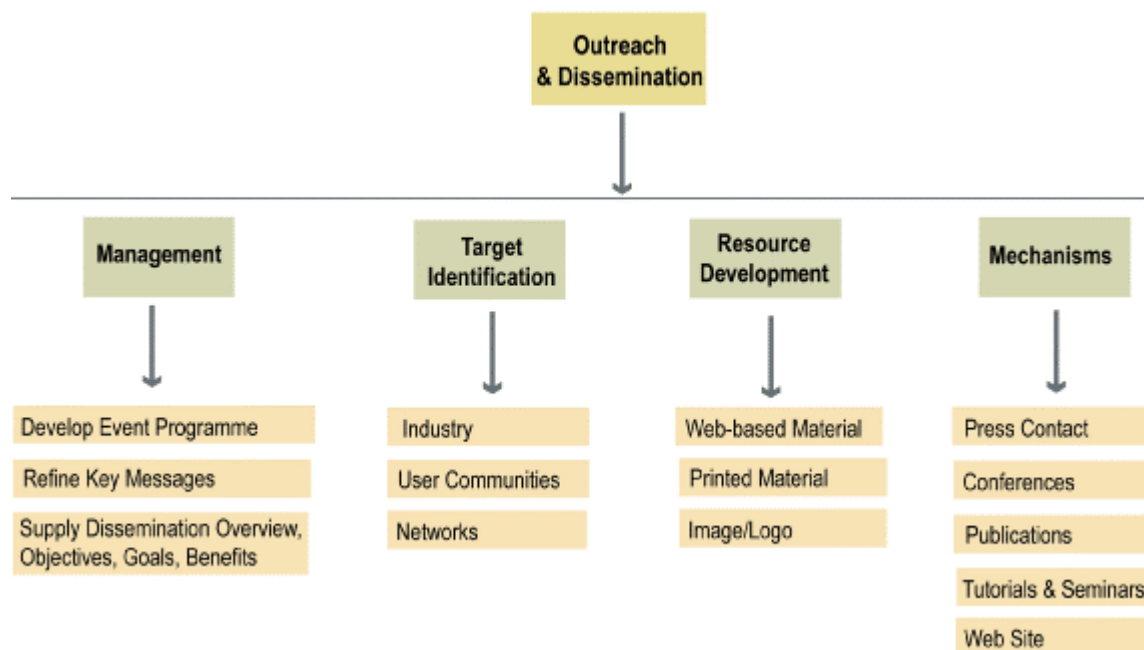 Outreach
& Dissemination
Management
Target
Identification
Resource
Development
Mechanisms
Develop Event Programme
Refine Key Messages
Supply Dissemination Overview,
Objectives, Goals, Benefits
Industry
User Communities
Networks
Web-based Material
Printed Material
Image/Logo
Press Contact
Conferences
Publications
Tutorials & Seminars
Web Site